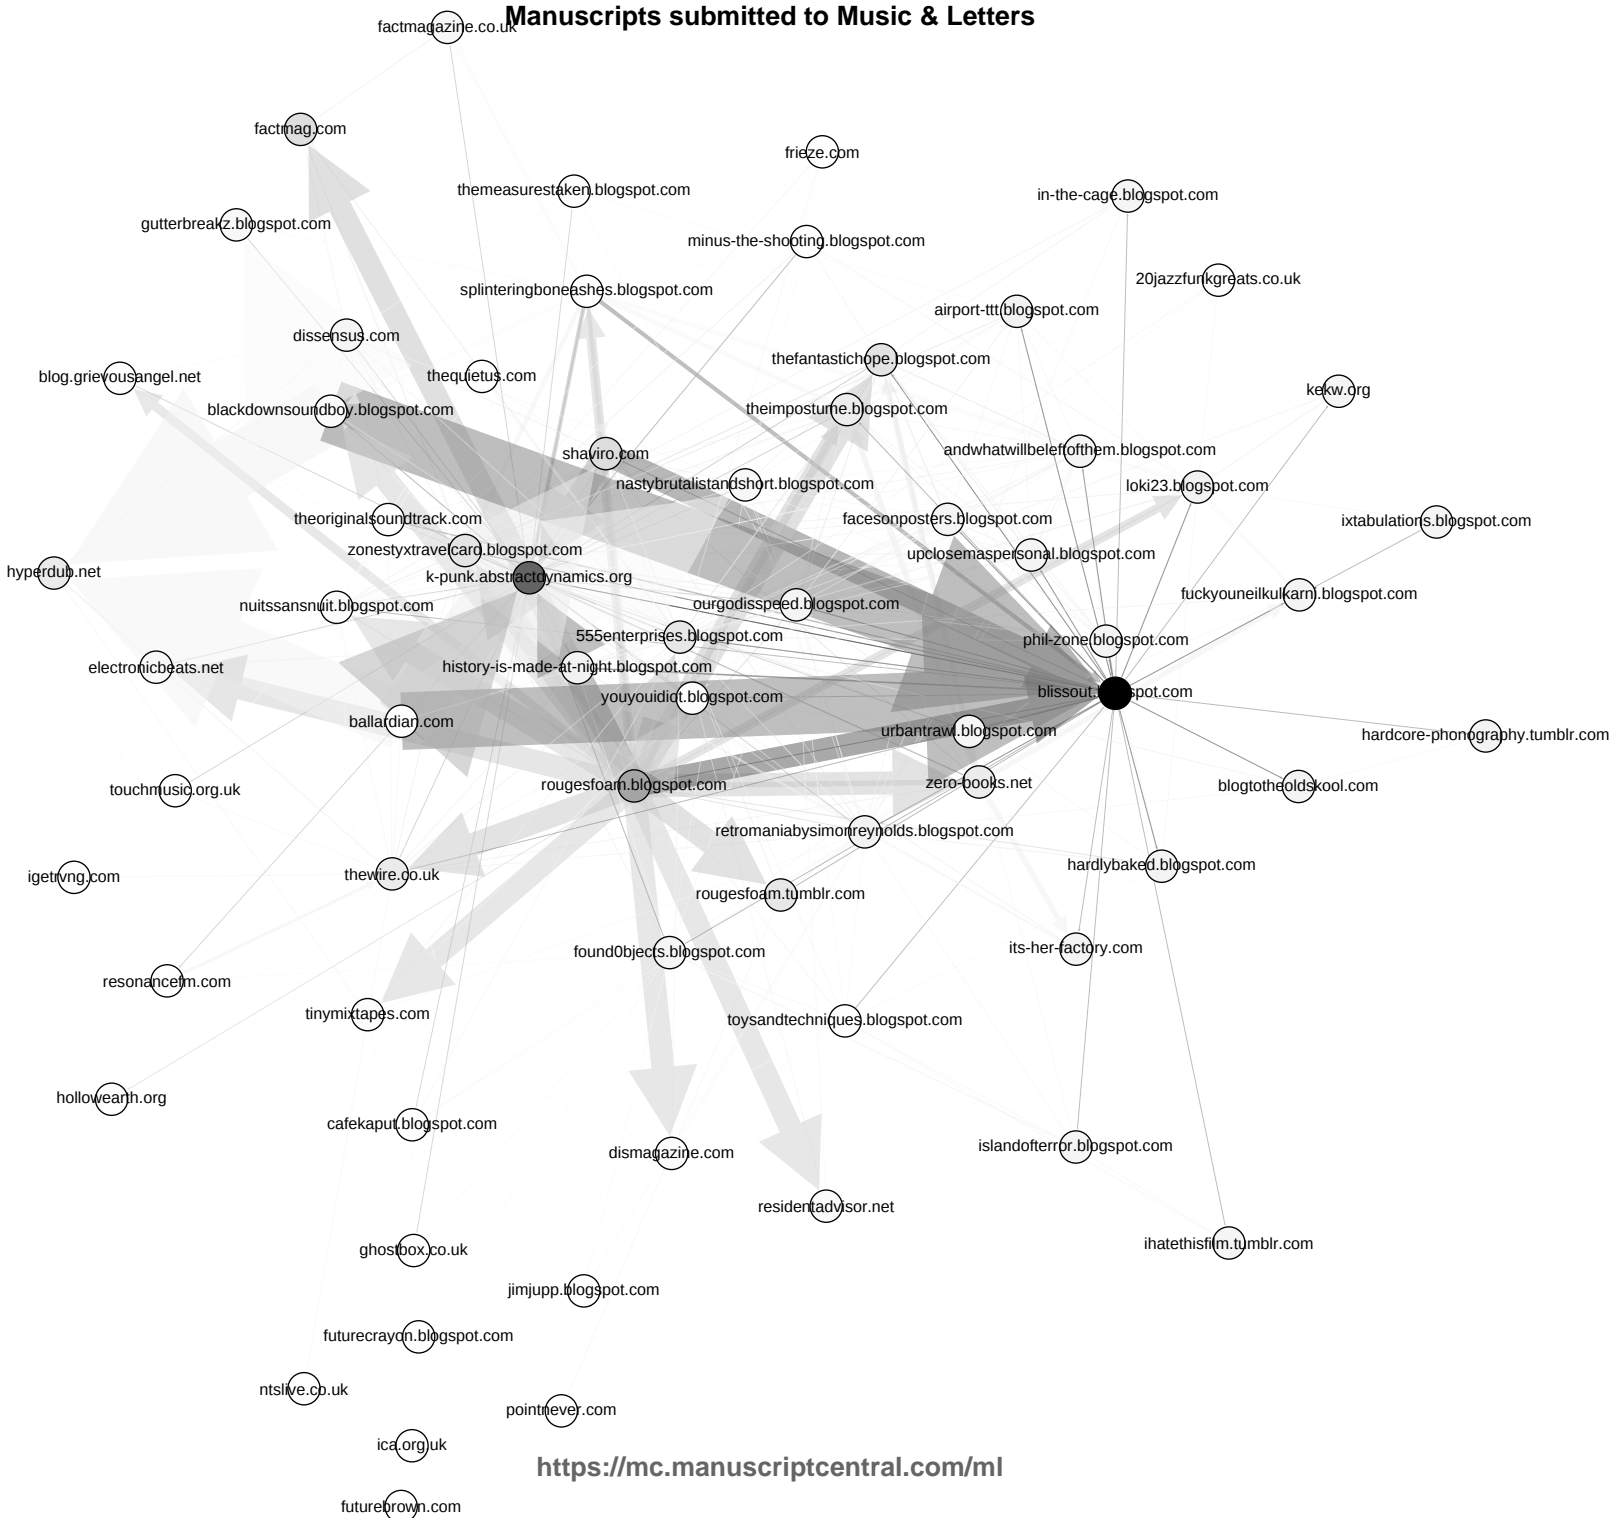 Manuscripts submitted to Music & Letters
factmagazine.co.uk
factmag.com
frieze.com
themeasurestaken.blogspot.com
in-the-cage.blogspot.com
gutterbreakz.blogspot.com
minus-the-shooting.blogspot.com
20jazzfunkgreats.co.uk
splinteringboneashes.blogspot.com
airport-ttt.blogspot.com
dissensus.com
thefantastichope.blogspot.com
blog.grievousangel.net
thequietus.com
kekw.org
blackdownsoundboy.blogspot.com
theimpostume.blogspot.com
andwhatwillbeleftofthem.blogspot.com
shaviro.com
nastybrutalistandshort.blogspot.com
loki23.blogspot.com
theoriginalsoundtrack.com
facesonposters.blogspot.com
ixtabulations.blogspot.com
zonestyxtravelcard.blogspot.com
upclosemaspersonal.blogspot.com
hyperdub.net
k-punk.abstractdynamics.org
fuckyouneilkulkarni.blogspot.com
nuitssansnuit.blogspot.com
ourgodisspeed.blogspot.com
555enterprises.blogspot.com
phil-zone.blogspot.com
electronicbeats.net
history-is-made-at-night.blogspot.com
blissout.blogspot.com
youyouidiot.blogspot.com
ballardian.com
urbantrawl.blogspot.com
hardcore-phonography.tumblr.com
touchmusic.org.uk
rougesfoam.blogspot.com
zero-books.net
blogtotheoldskool.com
retromaniabysimonreynolds.blogspot.com
hardlybaked.blogspot.com
igetrvng.com
thewire.co.uk
rougesfoam.tumblr.com
its-her-factory.com
found0bjects.blogspot.com
resonancefm.com
tinymixtapes.com
toysandtechniques.blogspot.com
hollowearth.org
cafekaput.blogspot.com
dismagazine.com
islandofterror.blogspot.com
residentadvisor.net
ihatethisfilm.tumblr.com
ghostbox.co.uk
jimjupp.blogspot.com
futurecrayon.blogspot.com
ntslive.co.uk
pointnever.com
ica.org.uk
https://mc.manuscriptcentral.com/ml
futurebrown.com